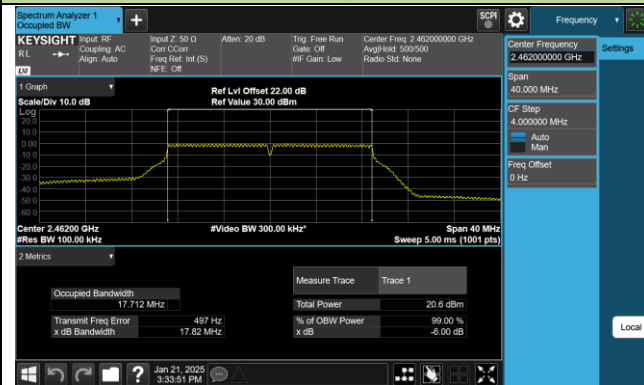 Spectrum Analyzer 1
Occupied BW
SCPI
Frequency
KEYSIGHT
RL
LXI
Input: RF
Coupling: AC
Align: Auto
Input Z: 50 Ω
Corr CCorr
Freq Ref: Int (S)
NFE: Off
Atten: 20 dB
Trig: Free Run
Gate: Off
#IF Gain: Low
Center Freq: 2.462000000 GHz
Avg|Hold: 500/500
Radio Std: None
Center Frequency
2.462000000 GHz
Settings
Span
40.000 MHz
CF Step
4.000000 MHz
Auto
Man
Freq Offset
0 Hz
1 Graph
Scale/Div 10.0 dB
Ref Lvl Offset 22.00 dB
Ref Value 30.00 dBm
Log
20.0
10.0
0.00
-10.0
-20.0
-30.0
-40.0
-50.0
-60.0
Center 2.46200 GHz
#Res BW 100.00 kHz
#Video BW 300.00 kHz*
Span 40 MHz
Sweep 5.00 ms (1001 pts)
2 Metrics
Measure Trace Trace 1
Occupied Bandwidth
17.712 MHz
Total Power 20.6 dBm
Transmit Freq Error 497 Hz
% of OBW Power 99.00 %
x dB Bandwidth 17.82 MHz
x dB -6.00 dB
Local
?
Jan 21, 2025
3:33:51 PM